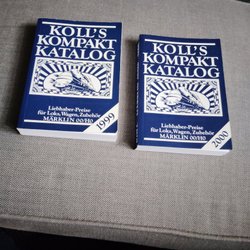 KOLL'S
KOMPAKT
KATALOG
Liebhaber-Preise
für Loks, Wagen, Zubehör
MÄRKLIN 00/H0
1999
KOLL'S
KOMPAKT
KATALOG
Liebhaber-Preise
für Loks, Wagen, Zubehör
MÄRKLIN 00/H0
2000